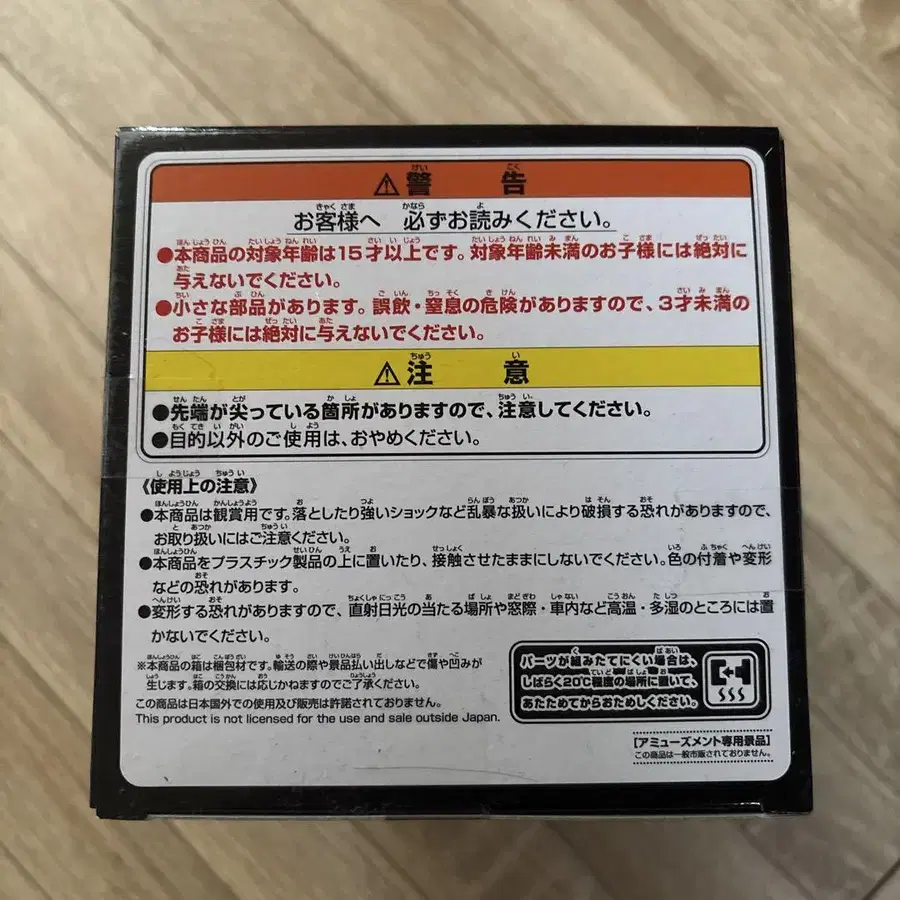 ⚠警告
お客様へ 必ずお読みください。
●本商品の対象年齢は15才以上です。対象年齢未満のお子様には絶対に
与えないでください。
●小さな部品があります。誤飲・窒息の危険がありますので、3才未満の
お子様には絶対に与えないでください。
⚠注意
●先端が尖っている箇所がありますので、注意してください。
●目的以外のご使用は、おやめください。
《使用上の注意》
●本商品は観賞用です。落としたり強いショックなど乱暴な扱いにより破損する恐れがありますので、
お取り扱いにはご注意ください。
●本商品をプラスチック製品の上に置いたり、接触させたままにしないでください。色の付着や変形
などの恐れがあります。
●変形する恐れがありますので、直射日光の当たる場所や窓際・車内など高温・多湿のところには置
かないでください。
※本商品の箱は梱包材です。輸送の際や景品払い出しなどで傷や凹みが
生じます。箱の交換には応じかねますのでご了承ください。
この商品は日本国外での使用及び販売は許諾されておりません。
This product is not licensed for the use and sale outside Japan.
パーツが組みたてにくい場合は、
しばらく20℃程度の場所に置いて、
あたためてからおためしください。
[アミューズメント専用景品]
この商品は一般市販されておりません。